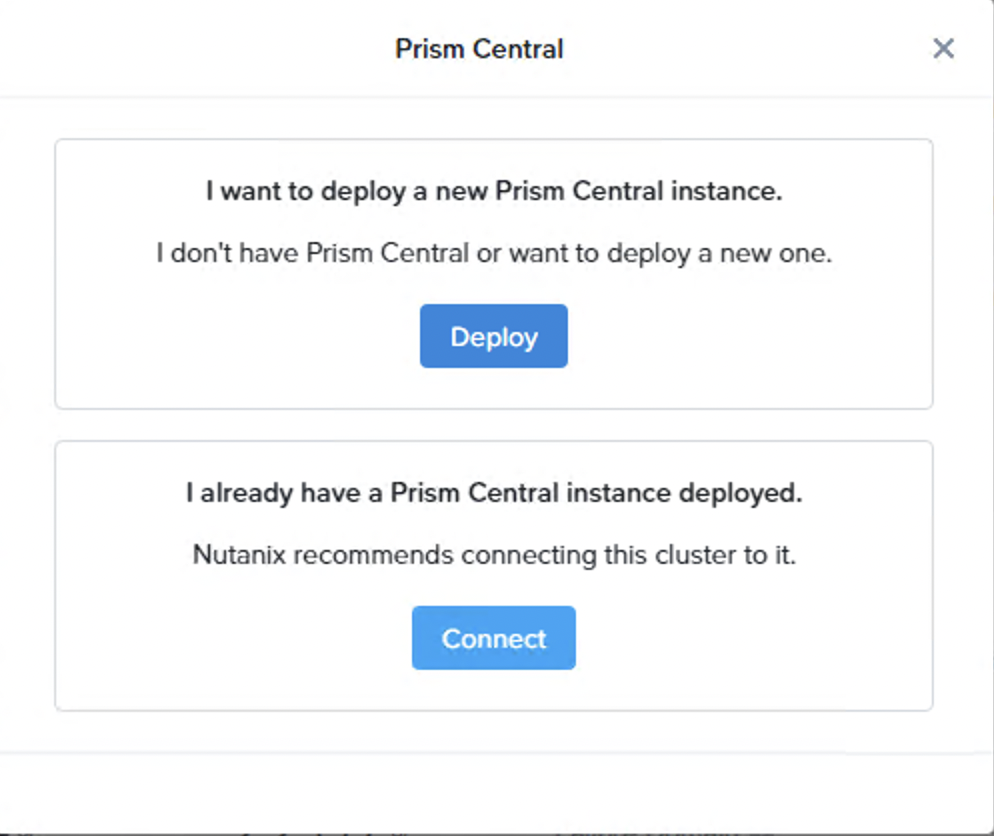 Prism Central
I want to deploy a new Prism Central instance.
I don't have Prism Central or want to deploy a new one.
Deploy
I already have a Prism Central instance deployed.
Nutanix recommends connecting this cluster to it.
Connect